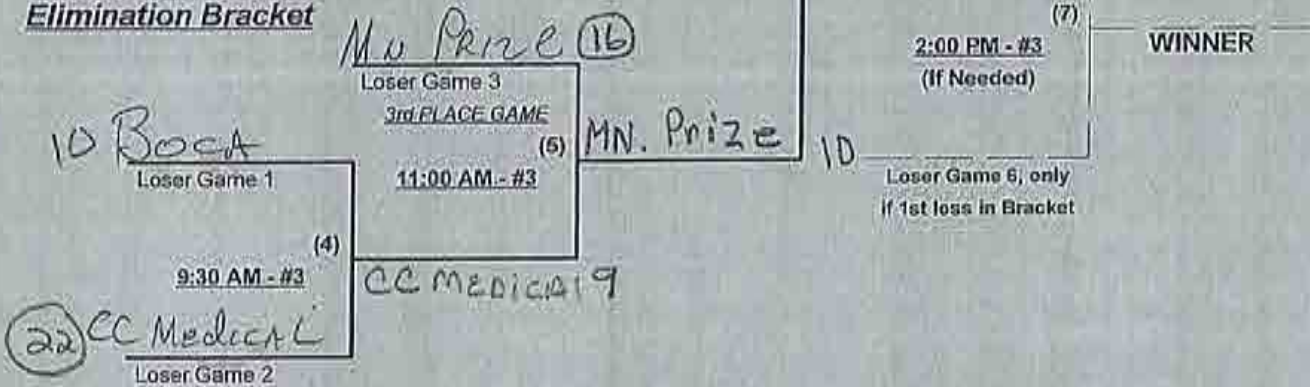 Elimination Bracket
MN PRIZE 16
Loser Game 3
3rd PLACE GAME
(5)
11:00 AM - #3
10 BOCA
Loser Game 1
(4)
9:30 AM - #3
22 CC MedicAL
Loser Game 2
CC MEDICAl 9
MN. PriZe 10
(7)
2:00 PM - #3
(If Needed)
Loser Game 6, only
if 1st loss in Bracket
WINNER